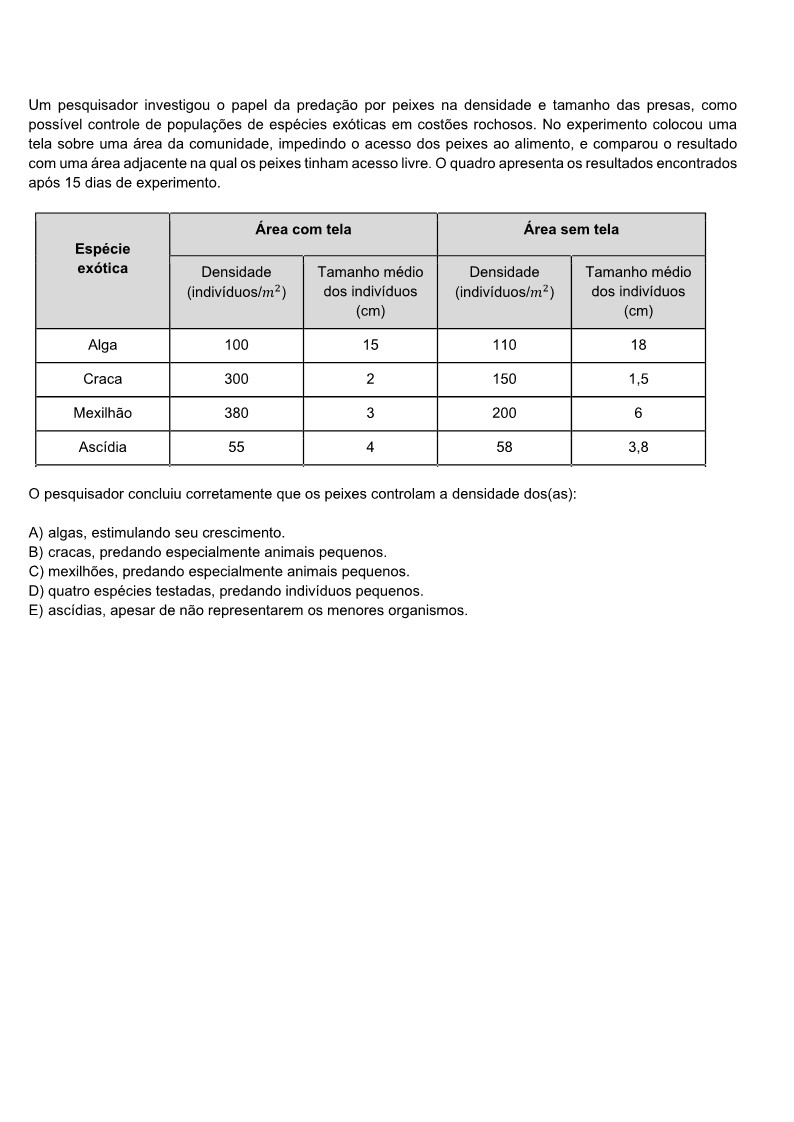 Um pesquisador investigou o papel da predação por peixes na densidade e tamanho das presas, como
possível controle de populações de espécies exóticas em costões rochosos. No experimento colocou uma
tela sobre uma área da comunidade, impedindo o acesso dos peixes ao alimento, e comparou o resultado
com uma área adjacente na qual os peixes tinham acesso livre. O quadro apresenta os resultados encontrados
após 15 dias de experimento.
Espécie
exótica
Área com tela
Área sem tela
Densidade
(indivíduos/m²)
Tamanho médio
dos indivíduos
(cm)
Densidade
(indivíduos/m²)
Tamanho médio
dos indivíduos
(cm)
Alga 100 15 110 18
Craca 300 2 150 1,5
Mexilhão 380 3 200 6
Ascídia 55 4 58 3,8
O pesquisador concluiu corretamente que os peixes controlam a densidade dos(as):
A) algas, estimulando seu crescimento.
B) cracas, predando especialmente animais pequenos.
C) mexilhões, predando especialmente animais pequenos.
D) quatro espécies testadas, predando indivíduos pequenos.
E) ascídias, apesar de não representarem os menores organismos.